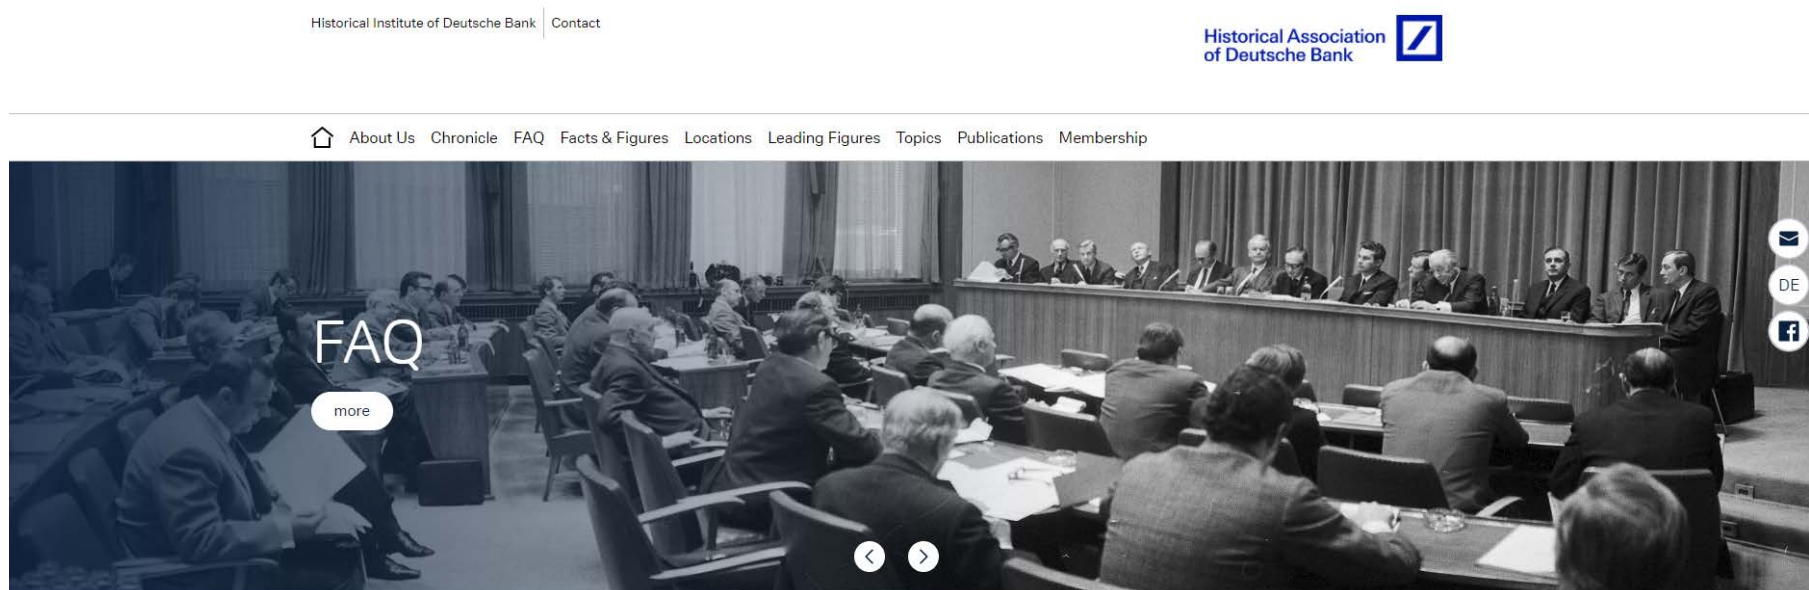 Historical Institute of Deutsche Bank Contact
Historical Association
of Deutsche Bank
About Us Chronicle FAQ Facts & Figures Locations Leading Figures Topics Publications Membership
DE
FAQ
more